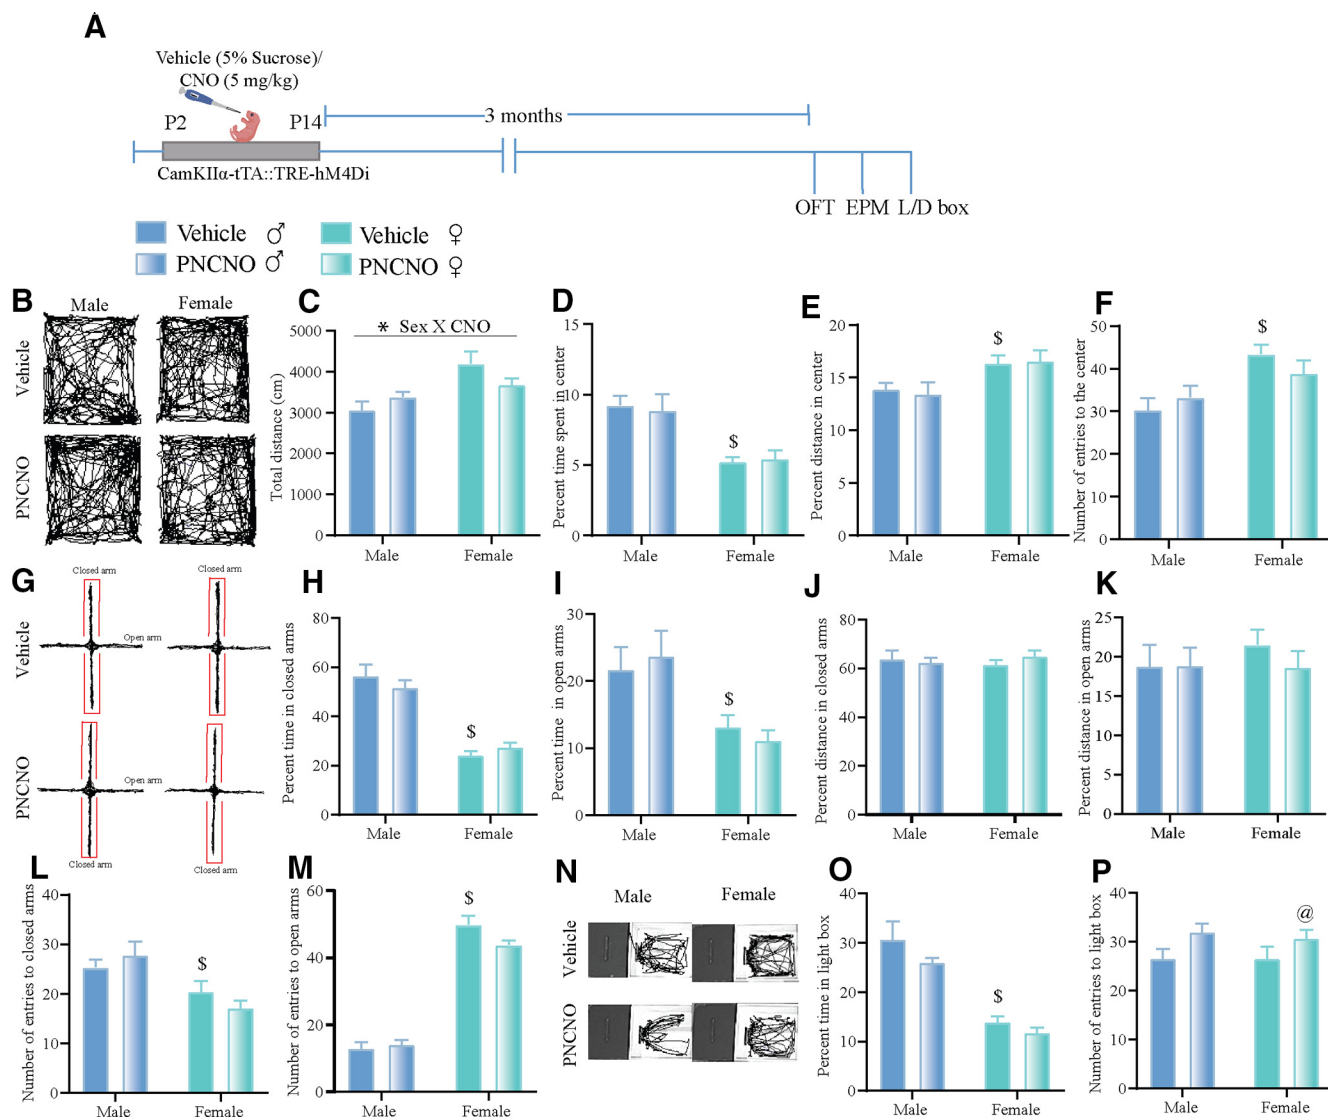 A
Vehicle (5% Sucrose)/
CNO (5 mg/kg)
P2
P14
3 months
CamKIIα-tTA::TRE-hM4Di
OFT EPM L/D box
Vehicle ♂
Vehicle ♀
PNCNO ♂
PNCNO ♀
B
Male
Female
Vehicle
PNCNO
C
* Sex X CNO
Total distance (cm)
5000
4000
3000
2000
1000
0
Male
Female
D
Percent time spent in center
15
10
5
0
$
Male
Female
E
Percent distance in center
20
15
10
5
0
$
Male
Female
F
Number of entries to the center
50
40
30
20
10
0
$
Male
Female
G
Closed arm
Closed arm
Vehicle
Open arm
PNCNO
Open arm
Closed arm
Closed arm
H
Percent time in closed arms
80
60
40
20
0
$
Male
Female
I
Percent time in open arms
30
20
10
0
$
Male
Female
J
Percent distance in closed arms
80
60
40
20
0
Male
Female
K
Percent distance in open arms
25
20
15
10
5
0
Male
Female
L
Number of entries to closed arms
40
30
20
10
0
$
Male
Female
M
Number of entries to open arms
60
40
20
0
$
Male
Female
N
Male
Female
Vehicle
PNCNO
O
Percent time in light box
40
30
20
10
0
$
Male
Female
P
Number of entries to light box
40
30
20
10
0
@
Male
Female